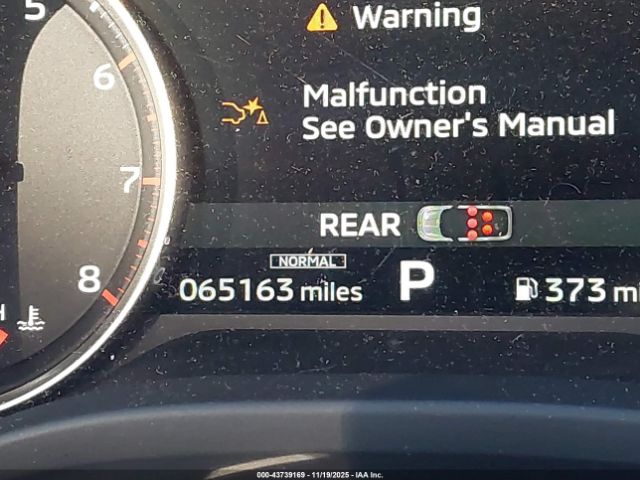 5
Warning
6
Malfunction
See Owner's Manual
7
REAR
NORMAL
8
065163 miles
P
373 mi
H
000-43739169 - 11/19/2025 - IAA Inc.